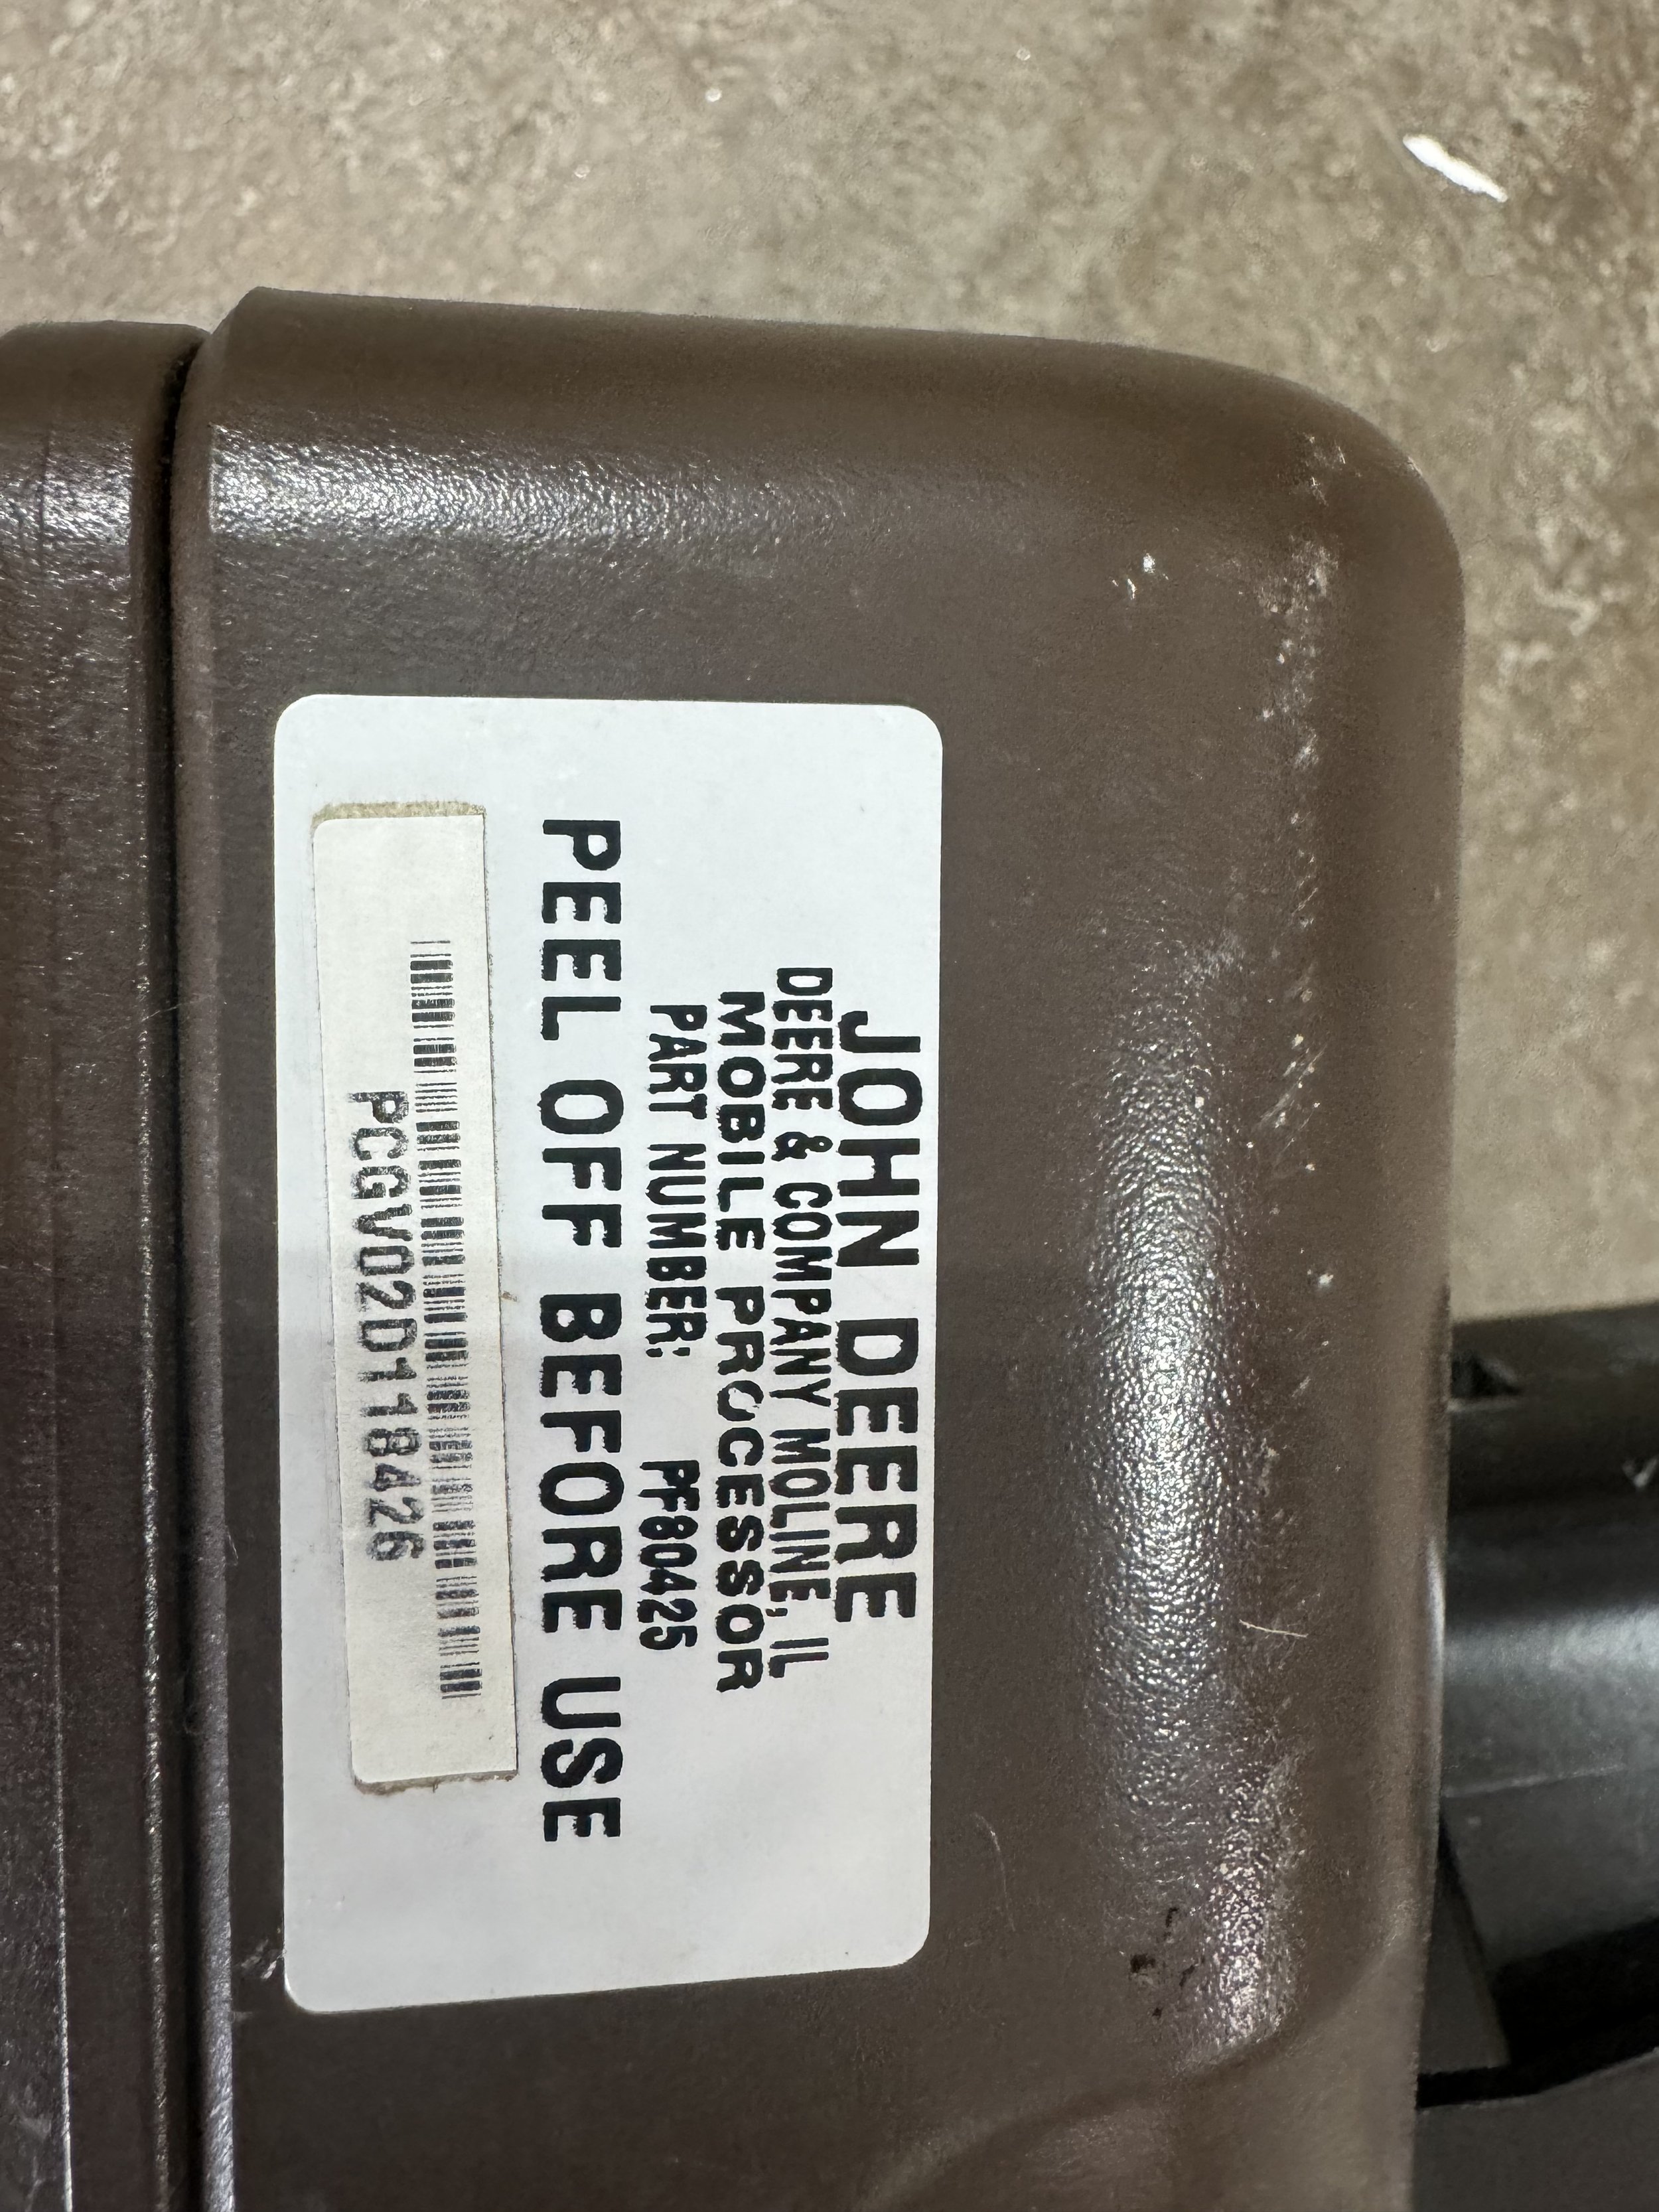 JOHN DEERE
DEERE & COMPANY MOLINE, IL
MOBILE PROCESSOR
PART NUMBER: PF80425
PEEL OFF BEFORE USE
PCGV02D118426